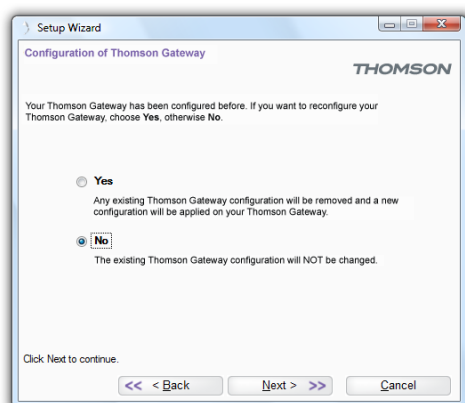 Setup Wizard
Configuration of Thomson Gateway
THOMSON
Your Thomson Gateway has been configured before. If you want to reconfigure your
Thomson Gateway, choose Yes, otherwise No.
Yes
Any existing Thomson Gateway configuration will be removed and a new
configuration will be applied on your Thomson Gateway.
No
The existing Thomson Gateway configuration will NOT be changed.
Click Next to continue.
<< < Back Next > >> Cancel